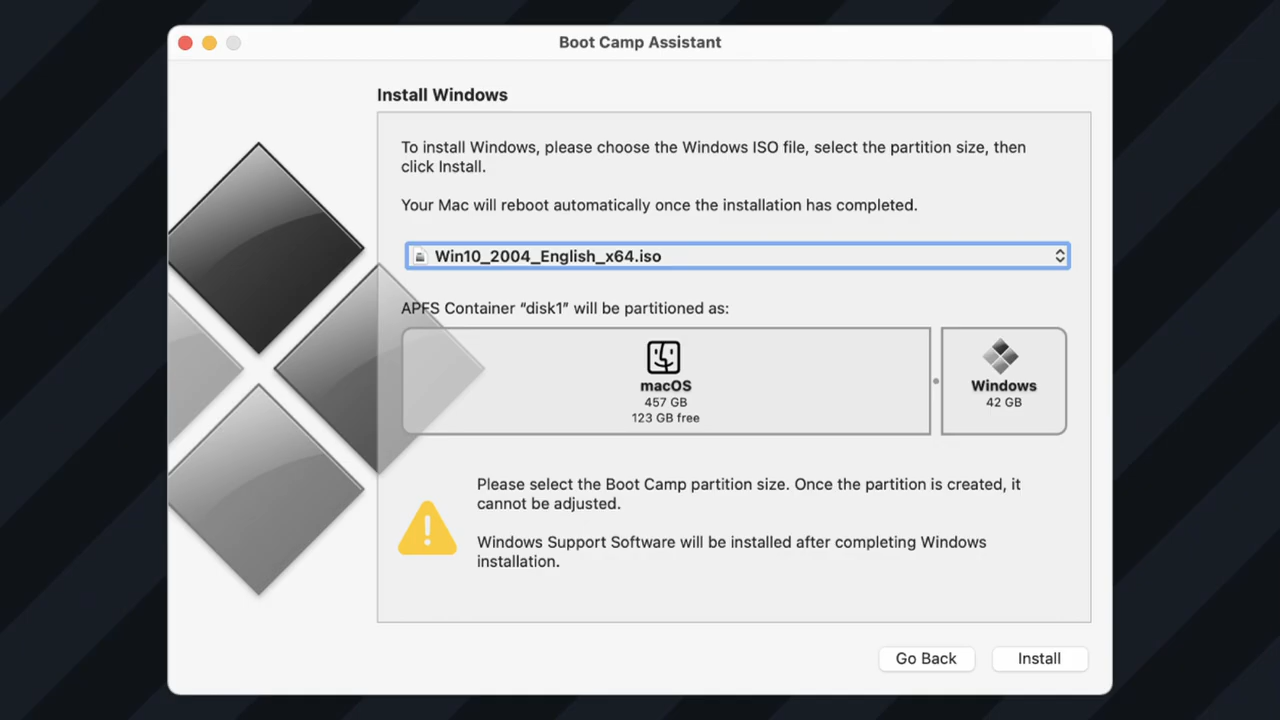 Boot Camp Assistant
Install Windows
To install Windows, please choose the Windows ISO file, select the partition size, then
click Install.
Your Mac will reboot automatically once the installation has completed.
Win10_2004_English_x64.iso
APFS Container “disk1” will be partitioned as:
macOS
457 GB
123 GB free
Windows
42 GB
Please select the Boot Camp partition size. Once the partition is created, it
cannot be adjusted.
Windows Support Software will be installed after completing Windows
installation.
Go Back
Install